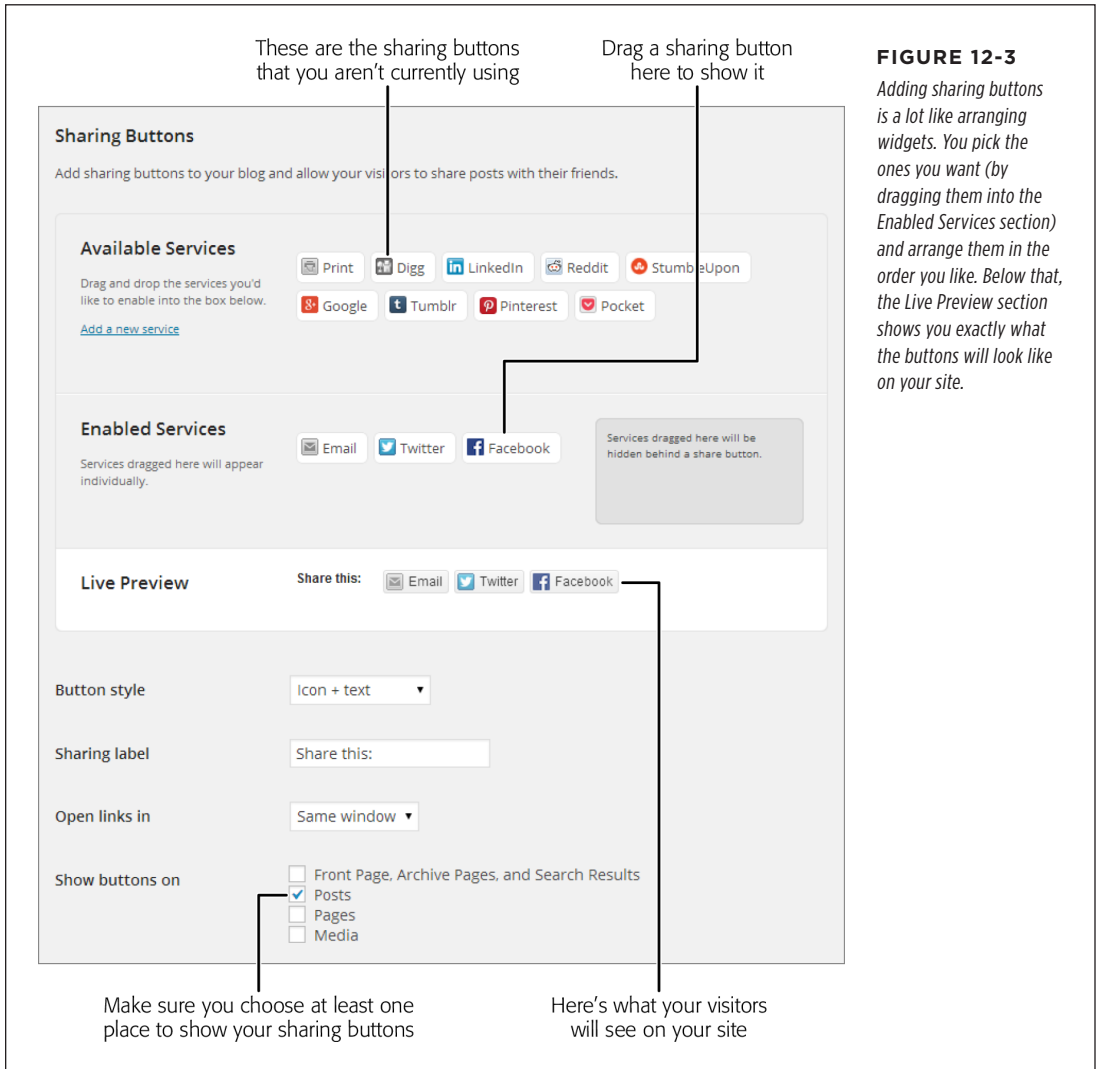 These are the sharing buttons
that you aren't currently using
Drag a sharing button
here to show it
FIGURE 12-3
Adding sharing buttons
is a lot like arranging
widgets. You pick the
ones you want (by
dragging them into the
Enabled Services section)
and arrange them in the
order you like. Below that,
the Live Preview section
shows you exactly what
the buttons will look like
on your site.
Sharing Buttons
Add sharing buttons to your blog and allow your visitors to share posts with their friends.
Available Services
Drag and drop the services you'd
like to enable into the box below.
Add a new service
Print Digg LinkedIn Reddit StumbleUpon
Google Tumblr Pinterest Pocket
Enabled Services
Services dragged here will appear
individually.
Email Twitter Facebook
Services dragged here will be
hidden behind a share button.
Live Preview
Share this: Email Twitter Facebook
Button style Icon + text
Sharing label Share this:
Open links in Same window
Show buttons on
Front Page, Archive Pages, and Search Results
Posts
Pages
Media
Make sure you choose at least one
place to show your sharing buttons
Here's what your visitors
will see on your site